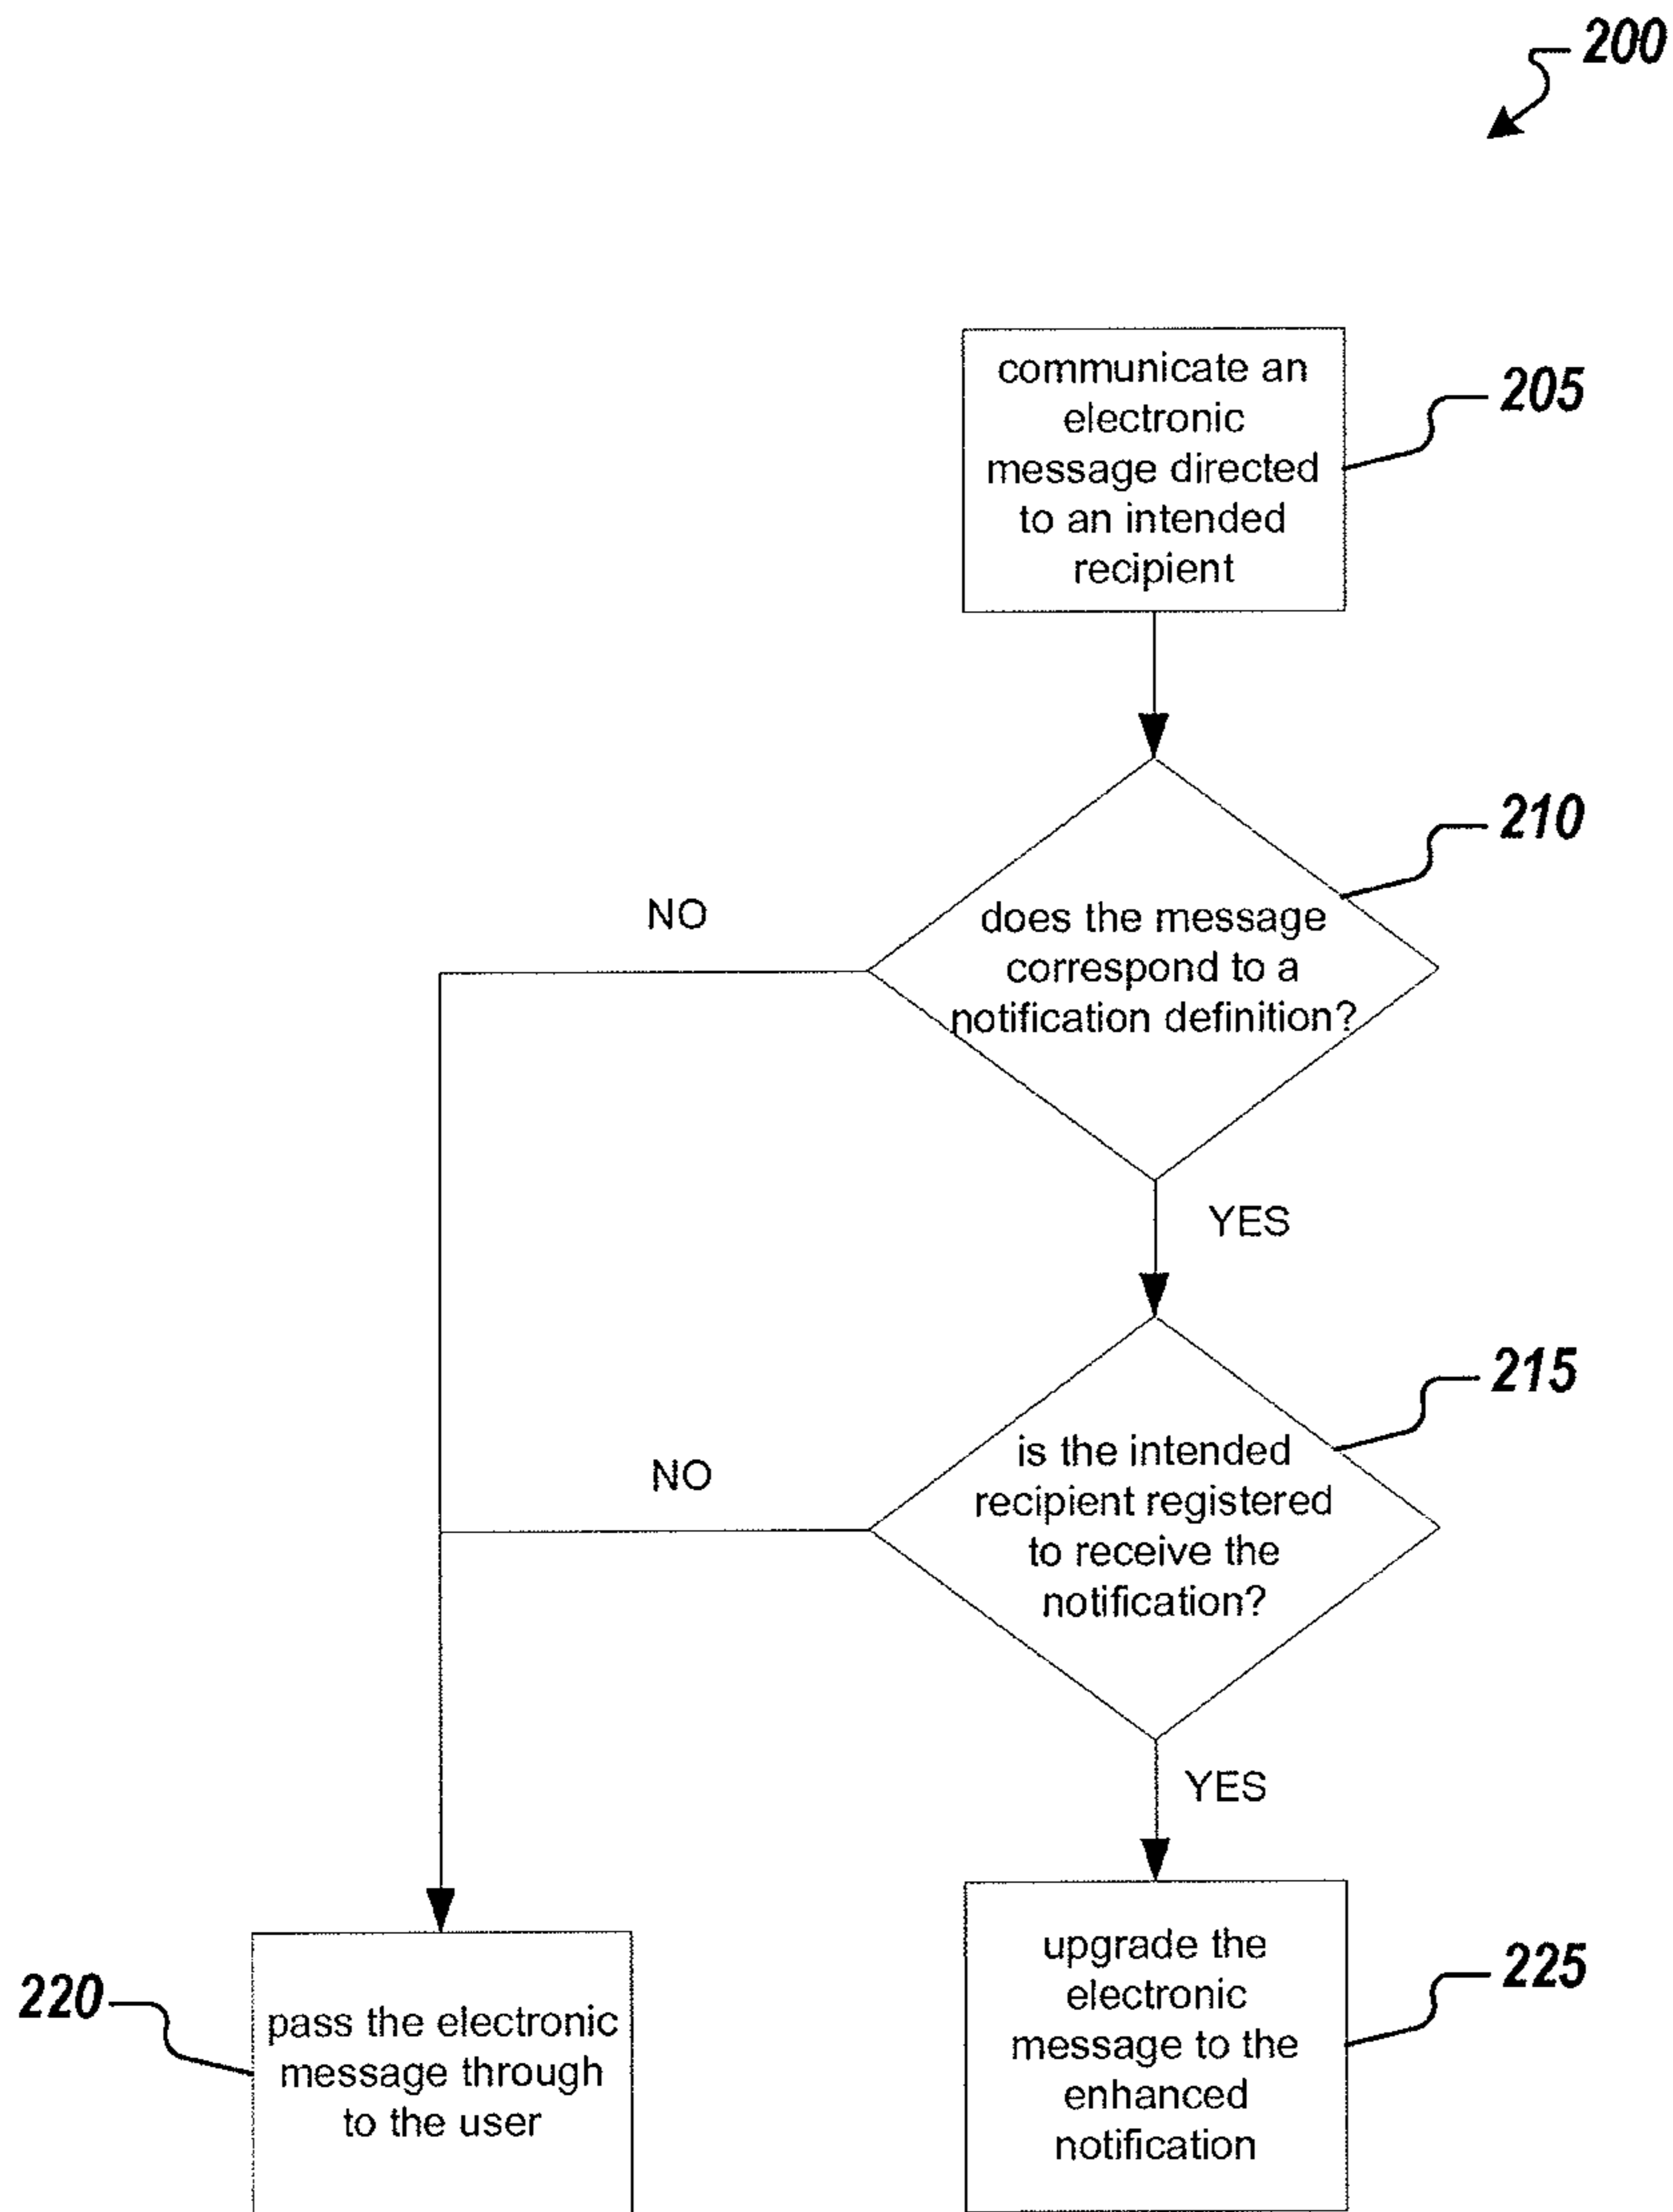 200
communicate an
electronic
message directed
to an intended
recipient
205
210
NO
does the message
correspond to a
notification definition?
YES
215
NO
is the intended
recipient registered
to receive the
notification?
YES
220
pass the electronic
message through
to the user
upgrade the
electronic
message to the
enhanced
notification
225